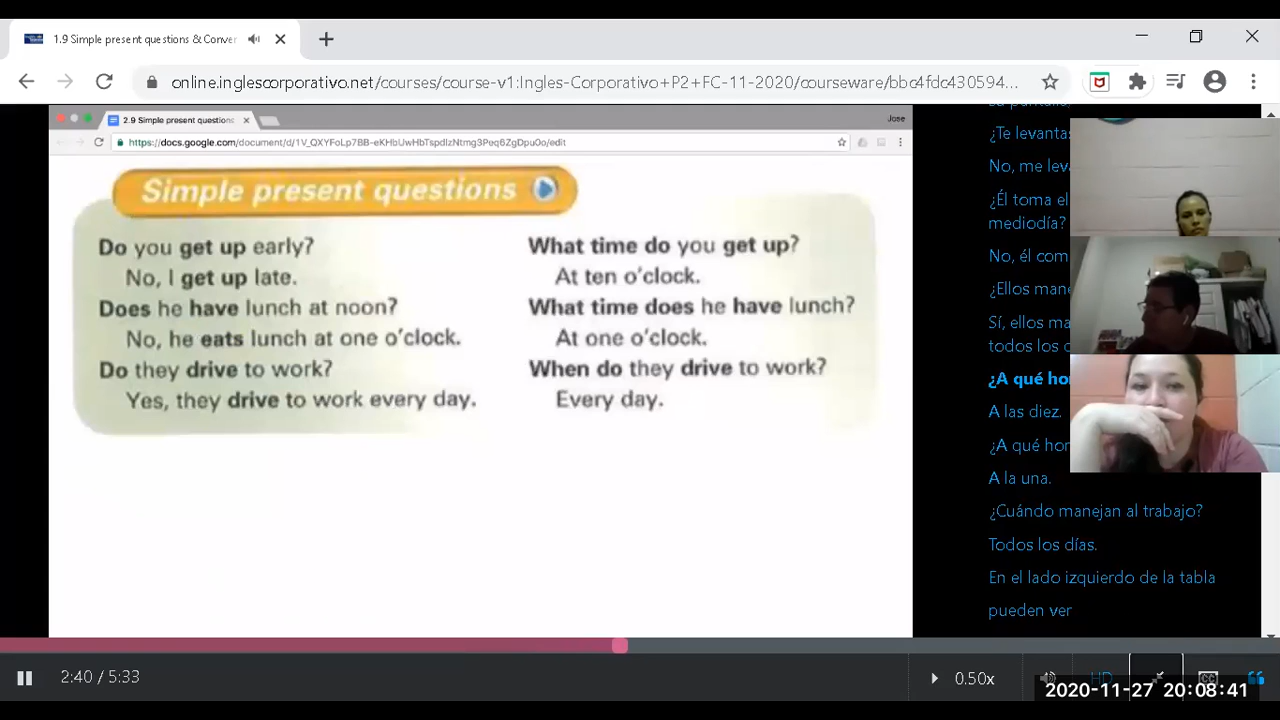 1.9 Simple present questions & Conver
online.inglescorporativo.net/courses/course-v1:Ingles-Corporativo+P2+FC-11-2020/courseware/bbc4fdc430594...
2.9 Simple present questions
Jose
https://docs.google.com/document/d/
Simple present questions
Do you get up early?
No, I get up late.
Does he have lunch at noon?
No, he eats lunch at one o'clock.
Do they drive to work?
Yes, they drive to work every day.
What time do you get up?
At ten o'clock.
What time does he have lunch?
At one o'clock.
When do they drive to work?
Every day.
¿Te levantas
No, me lev
¿Él toma el
mediodía?
No, él com
¿Ellos mane
Sí, ellos ma
todos los
¿A qué ho
A las diez.
¿A qué hor
A la una.
¿Cuándo manejan al trabajo?
Todos los días.
En el lado izquierdo de la tabla
pueden ver
2:40 / 5:33
0.50x
HD
2020-11-27 20:08:41